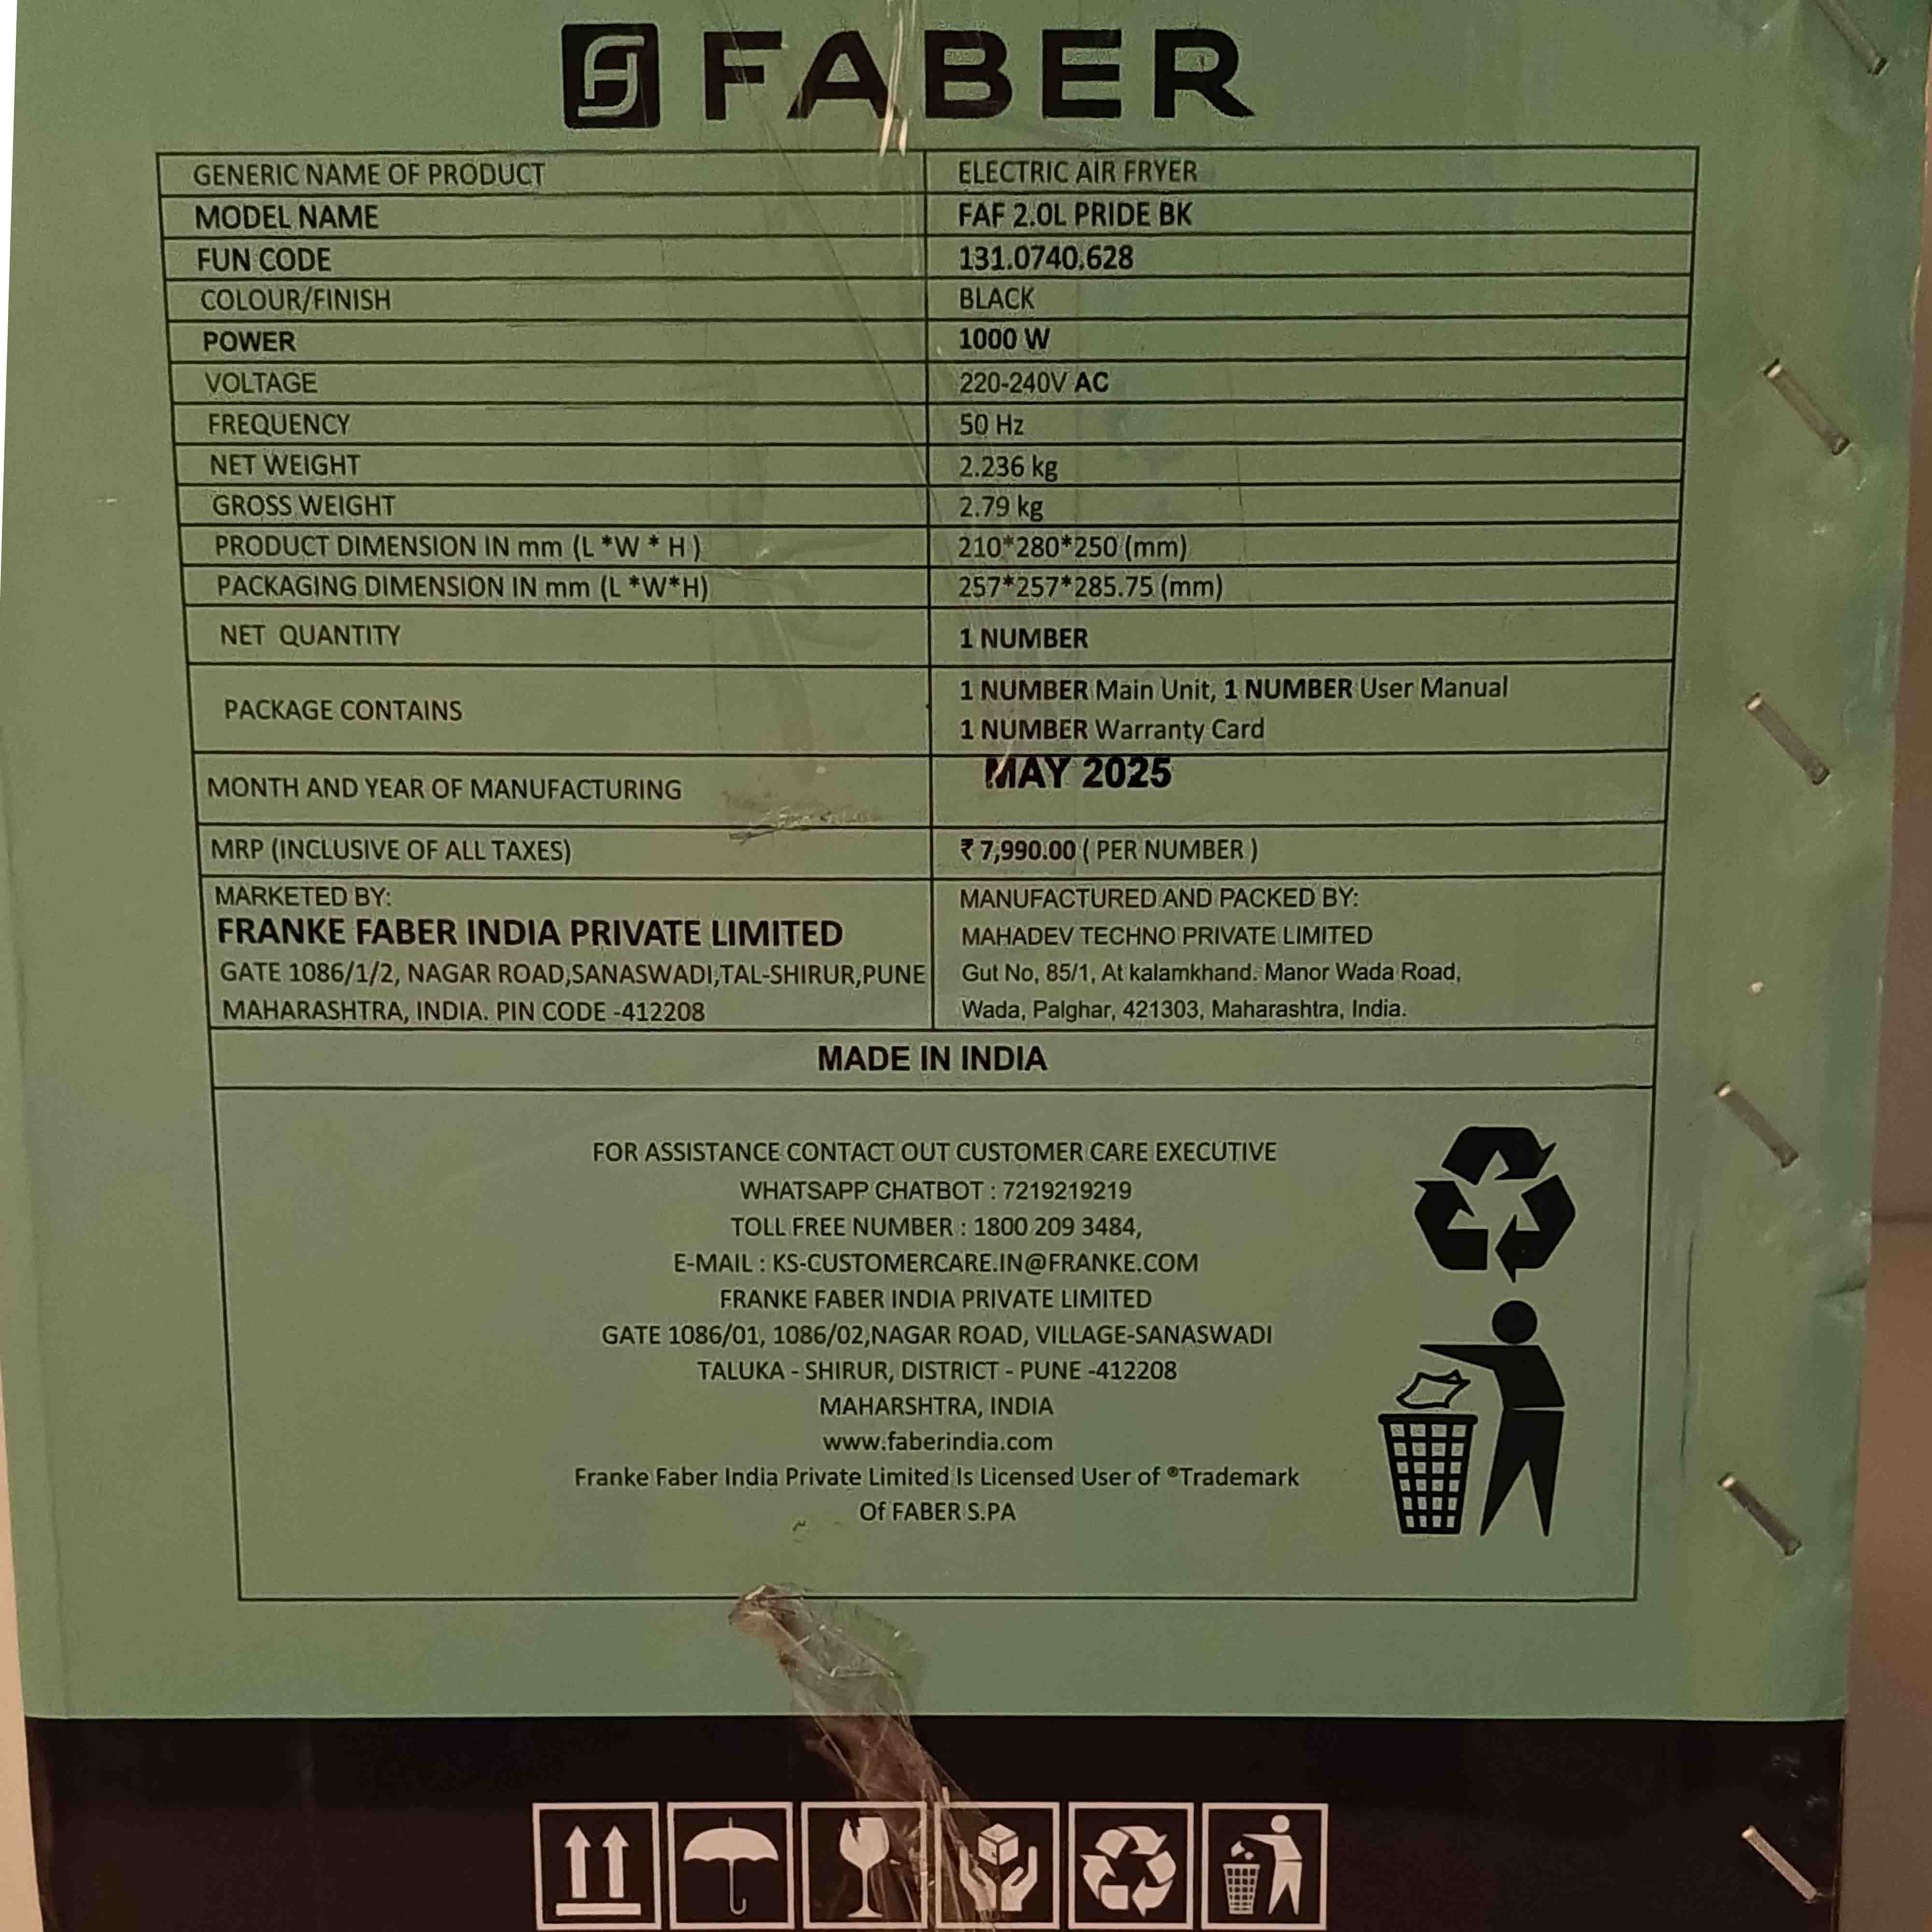 FABER
GENERIC NAME OF PRODUCT ELECTRIC AIR FRYER
MODEL NAME FAF 2.0L PRIDE BK
FUN CODE 131.0740.628
COLOUR/FINISH BLACK
POWER 1000 W
VOLTAGE 220-240V AC
FREQUENCY 50 Hz
NET WEIGHT 2.236 kg
GROSS WEIGHT 2.79 kg
PRODUCT DIMENSION IN mm (L *W * H ) 210*280*250 (mm)
PACKAGING DIMENSION IN mm (L *W*H) 257*257*285.75 (mm)
NET QUANTITY 1 NUMBER
PACKAGE CONTAINS 1 NUMBER Main Unit, 1 NUMBER User Manual
1 NUMBER Warranty Card
MONTH AND YEAR OF MANUFACTURING MAY 2025
MRP (INCLUSIVE OF ALL TAXES) ₹ 7,990.00 ( PER NUMBER )
MARKETED BY:
FRANKE FABER INDIA PRIVATE LIMITED
GATE 1086/1/2, NAGAR ROAD,SANASWADI,TAL-SHIRUR,PUNE
MAHARASHTRA, INDIA. PIN CODE -412208
MANUFACTURED AND PACKED BY:
MAHADEV TECHNO PRIVATE LIMITED
Gut No, 85/1, At kalamkhand. Manor Wada Road,
Wada, Palghar, 421303, Maharashtra, India.
MADE IN INDIA
FOR ASSISTANCE CONTACT OUT CUSTOMER CARE EXECUTIVE
WHATSAPP CHATBOT : 7219219219
TOLL FREE NUMBER : 1800 209 3484,
E-MAIL : KS-CUSTOMERCARE.IN@FRANKE.COM
FRANKE FABER INDIA PRIVATE LIMITED
GATE 1086/01, 1086/02,NAGAR ROAD, VILLAGE-SANASWADI
TALUKA - SHIRUR, DISTRICT - PUNE -412208
MAHARSHTRA, INDIA
www.faberindia.com
Franke Faber India Private Limited Is Licensed User of ®Trademark
Of FABER S.PA